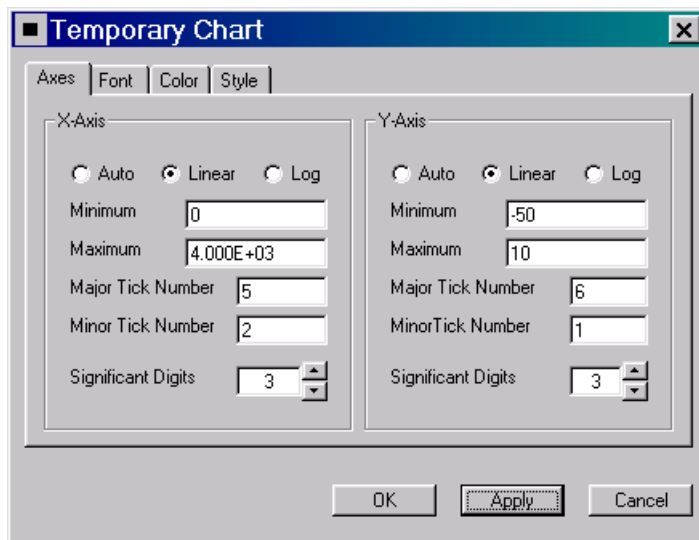 Temporary Chart
Axes Font Color Style
X-Axis
Auto Linear Log
Minimum 0
Maximum 4.000E+03
Major Tick Number 5
Minor Tick Number 2
Significant Digits 3
Y-Axis
Auto Linear Log
Minimum -50
Maximum 10
Major Tick Number 6
MinorTick Number 1
Significant Digits 3
OK Apply Cancel